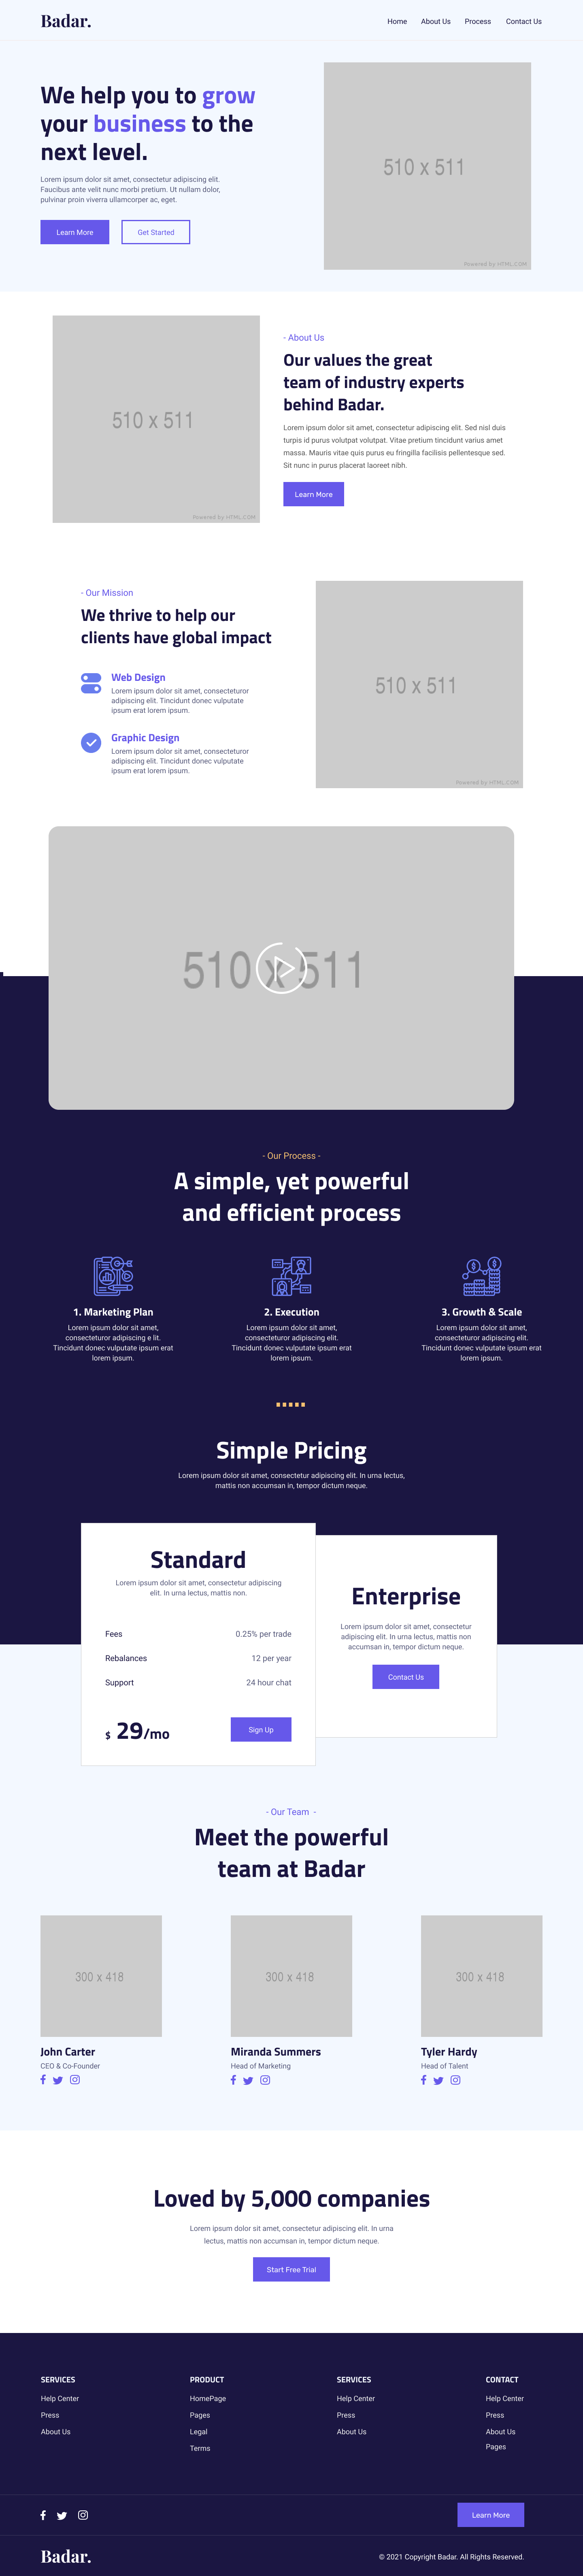 Badar.
Home About Us Process Contact Us
We help you to grow
your business to the
next level.
Lorem ipsum dolor sit amet, consectetur adipiscing elit.
Faucibus ante velit nunc morbi pretium. Ut nullam dolor,
pulvinar proin viverra ullamcorper ac, eget.
Learn More Get Started
510 x 511
Powered by HTML.COM
510 x 511
Powered by HTML.COM
- About Us
Our values the great
team of industry experts
behind Badar.
Lorem ipsum dolor sit amet, consectetur adipiscing elit. Sed nisl duis
turpis id purus volutpat volutpat. Vitae pretium tincidunt varius amet
massa. Mauris vitae quis purus eu fringilla facilisis pellentesque sed.
Sit nunc in purus placerat laoreet nibh.
Learn More
- Our Mission
We thrive to help our
clients have global impact
Web Design
Lorem ipsum dolor sit amet, consecteturor
adipiscing elit. Tincidunt donec vulputate
ipsum erat lorem ipsum.
Graphic Design
Lorem ipsum dolor sit amet, consecteturor
adipiscing elit. Tincidunt donec vulputate
ipsum erat lorem ipsum.
510 x 511
Powered by HTML.COM
510 x 511
- Our Process -
A simple, yet powerful
and efficient process
1. Marketing Plan
Lorem ipsum dolor sit amet,
consecteturor adipiscing e lit.
Tincidunt donec vulputate ipsum erat
lorem ipsum.
2. Execution
Lorem ipsum dolor sit amet,
consecteturor adipiscing elit.
Tincidunt donec vulputate ipsum erat
lorem ipsum.
3. Growth & Scale
Lorem ipsum dolor sit amet,
consecteturor adipiscing elit.
Tincidunt donec vulputate ipsum erat
lorem ipsum.
Simple Pricing
Lorem ipsum dolor sit amet, consectetur adipiscing elit. In urna lectus,
mattis non accumsan in, tempor dictum neque.
Standard
Lorem ipsum dolor sit amet, consectetur adipiscing
elit. In urna lectus, mattis non.
Fees 0.25% per trade
Rebalances 12 per year
Support 24 hour chat
$ 29/mo
Sign Up
Enterprise
Lorem ipsum dolor sit amet, consectetur
adipiscing elit. In urna lectus, mattis non
accumsan in, tempor dictum neque.
Contact Us
- Our Team -
Meet the powerful
team at Badar
300 x 418
John Carter
CEO & Co-Founder
300 x 418
Miranda Summers
Head of Marketing
300 x 418
Tyler Hardy
Head of Talent
Loved by 5,000 companies
Lorem ipsum dolor sit amet, consectetur adipiscing elit. In urna
lectus, mattis non accumsan in, tempor dictum neque.
Start Free Trial
SERVICES
Help Center
Press
About Us
PRODUCT
HomePage
Pages
Legal
Terms
SERVICES
Help Center
Press
About Us
CONTACT
Help Center
Press
About Us
Pages
Learn More
Badar.
© 2021 Copyright Badar. All Rights Reserved.